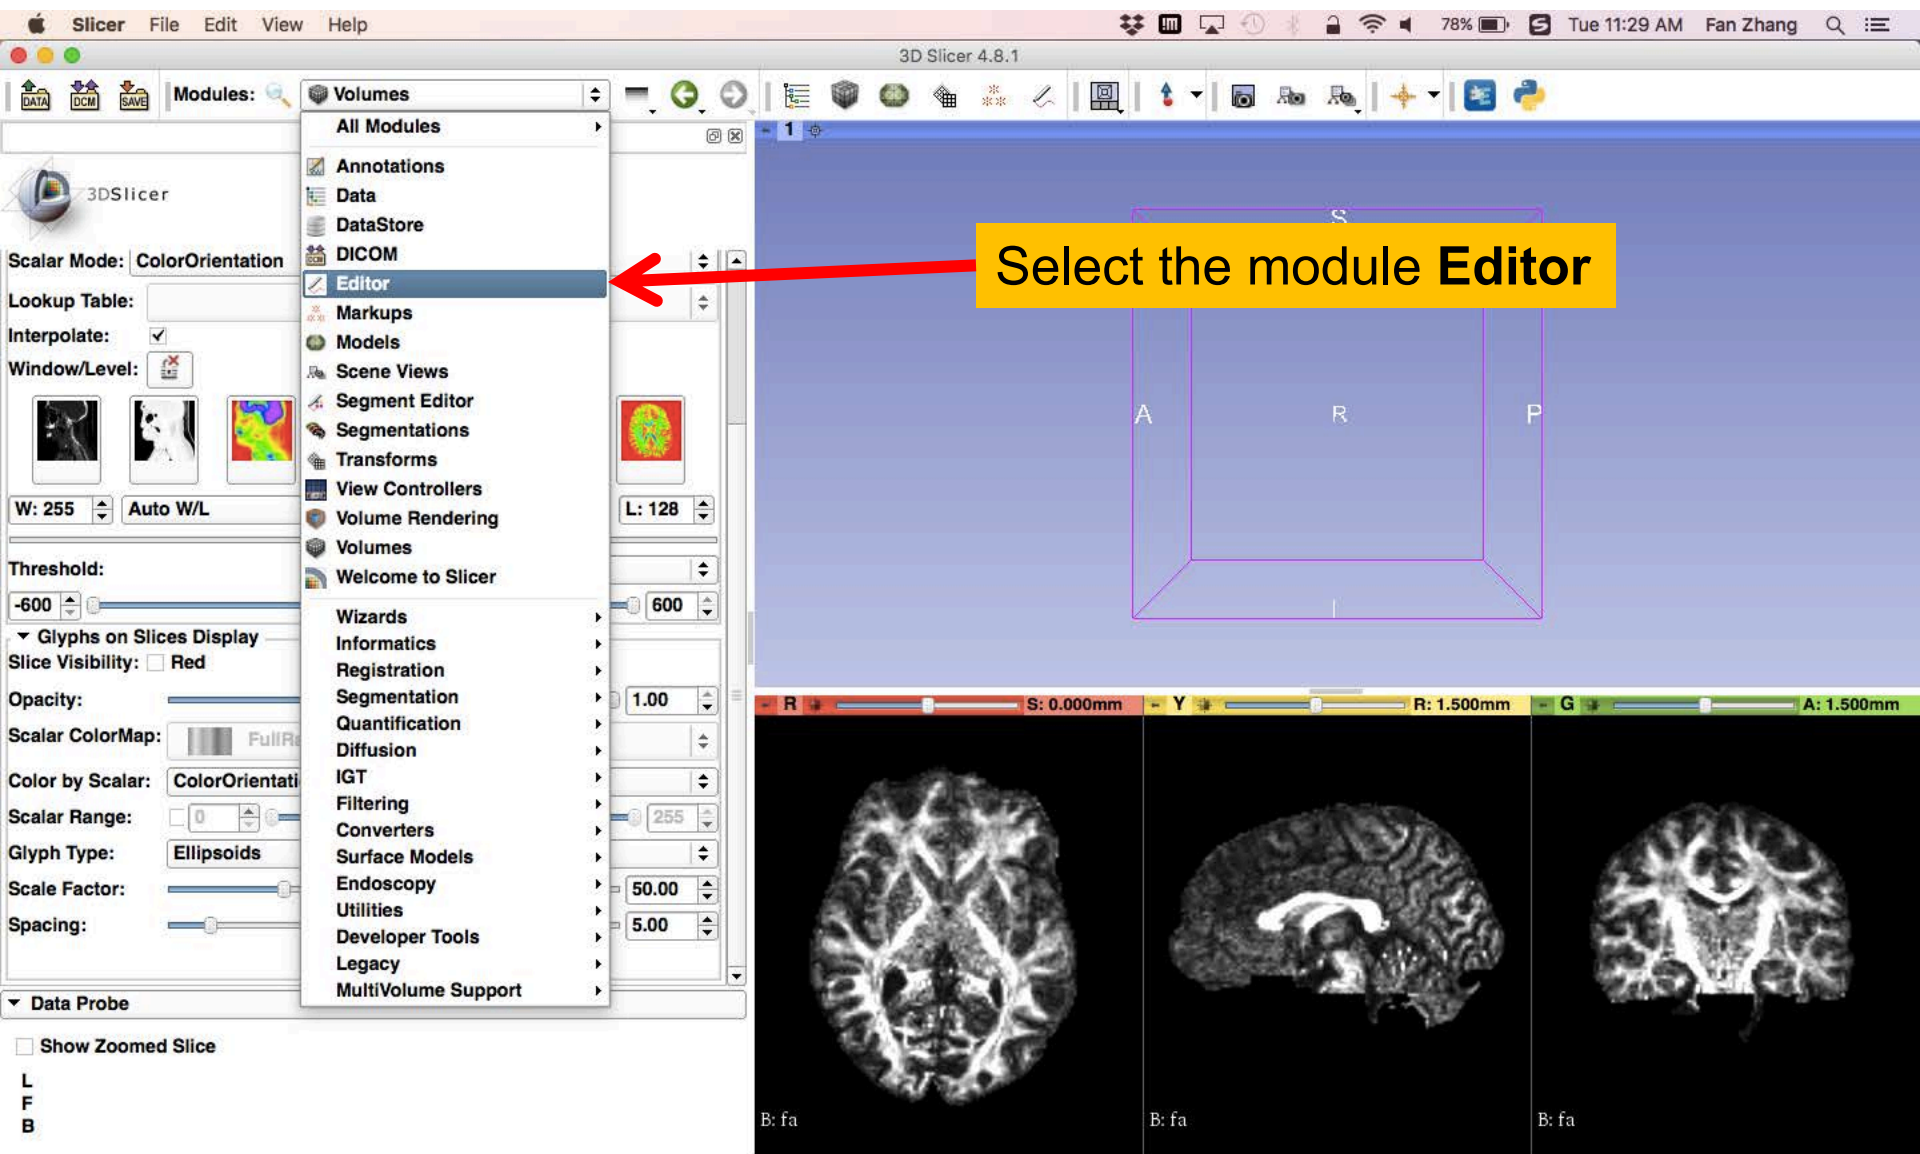 Slicer File Edit View Help 78% Tue 11:29 AM Fan Zhang
3D Slicer 4.8.1
DATA DCM SAVE Modules: Volumes
All Modules
1
Annotations
3DSlicer
Data
DataStore
DICOM
Editor
Markups
Models
Scene Views
Segment Editor
Segmentations
Transforms
View Controllers
Volume Rendering
Volumes
Welcome to Slicer
Wizards
Informatics
Registration
Segmentation
Quantification
Diffusion
IGT
Filtering
Converters
Surface Models
Endoscopy
Utilities
Developer Tools
Legacy
MultiVolume Support
Scalar Mode: ColorOrientation
Lookup Table:
Interpolate:
Window/Level:
W: 255 Auto W/L L: 128
Threshold:
-600 600
Glyphs on Slices Display
Slice Visibility: Red
Opacity: 1.00
Scalar ColorMap:
Color by Scalar: ColorOrientati
Scalar Range: 0 255
Glyph Type: Ellipsoids
Scale Factor: 50.00
Spacing: 5.00
Data Probe
Show Zoomed Slice
L
F
B
Select the module Editor
S
A R P
I
R S: 0.000mm Y R: 1.500mm G A: 1.500mm
B: fa B: fa B: fa